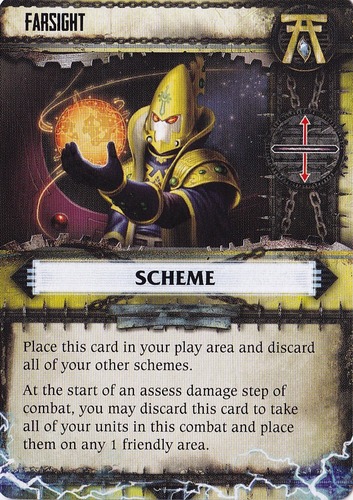 FARSIGHT
SCHEME
Place this card in your play area and discard
all of your other schemes.
At the start of an assess damage step of
combat, you may discard this card to take
all of your units in this combat and place
them on any 1 friendly area.